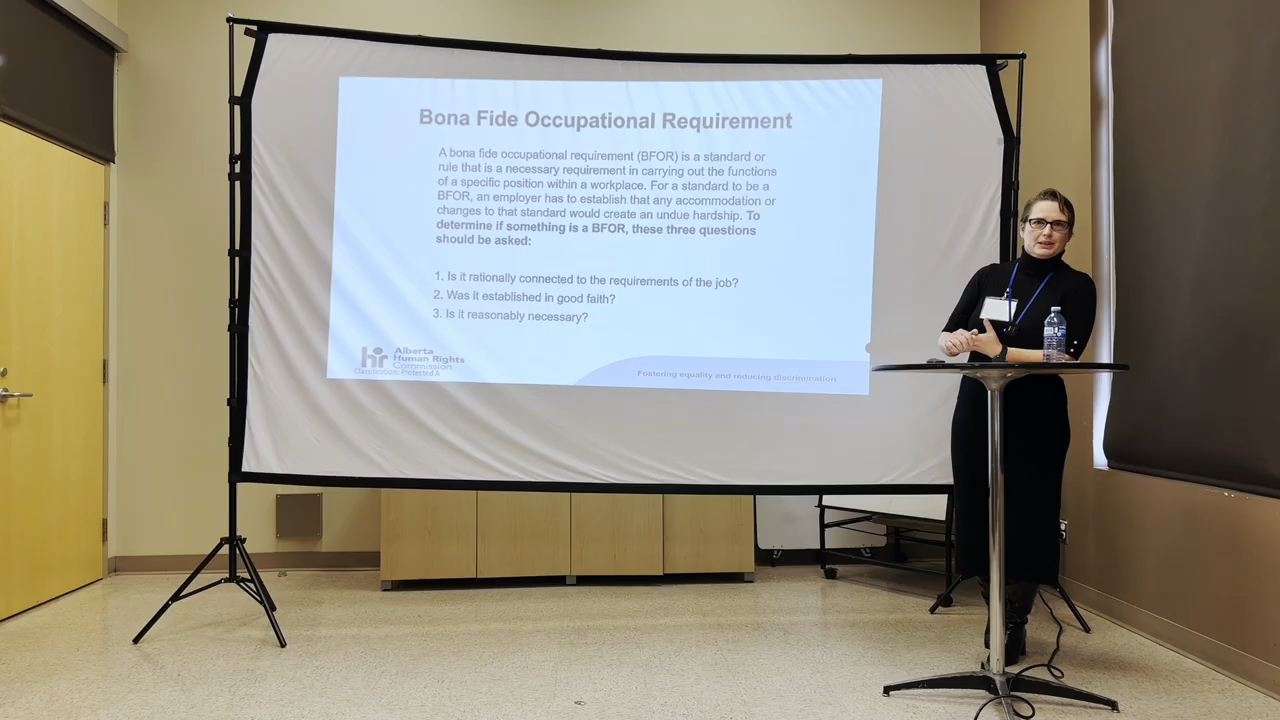 Bona Fide Occupational Requirement
A bona fide occupational requirement (BFOR) is a standard or
rule that is a necessary requirement in carrying out the functions
of a specific position within a workplace. For a standard to be a
BFOR, an employer has to establish that any accommodation or
changes to that standard would create an undue hardship. To
determine if something is a BFOR, these three questions
should be asked:
1. Is it rationally connected to the requirements of the job?
2. Was it established in good faith?
3. Is it reasonably necessary?
hr
Alberta
Human Rights
Commission
Classification: Protected A
Fostering equality and reducing discrimination